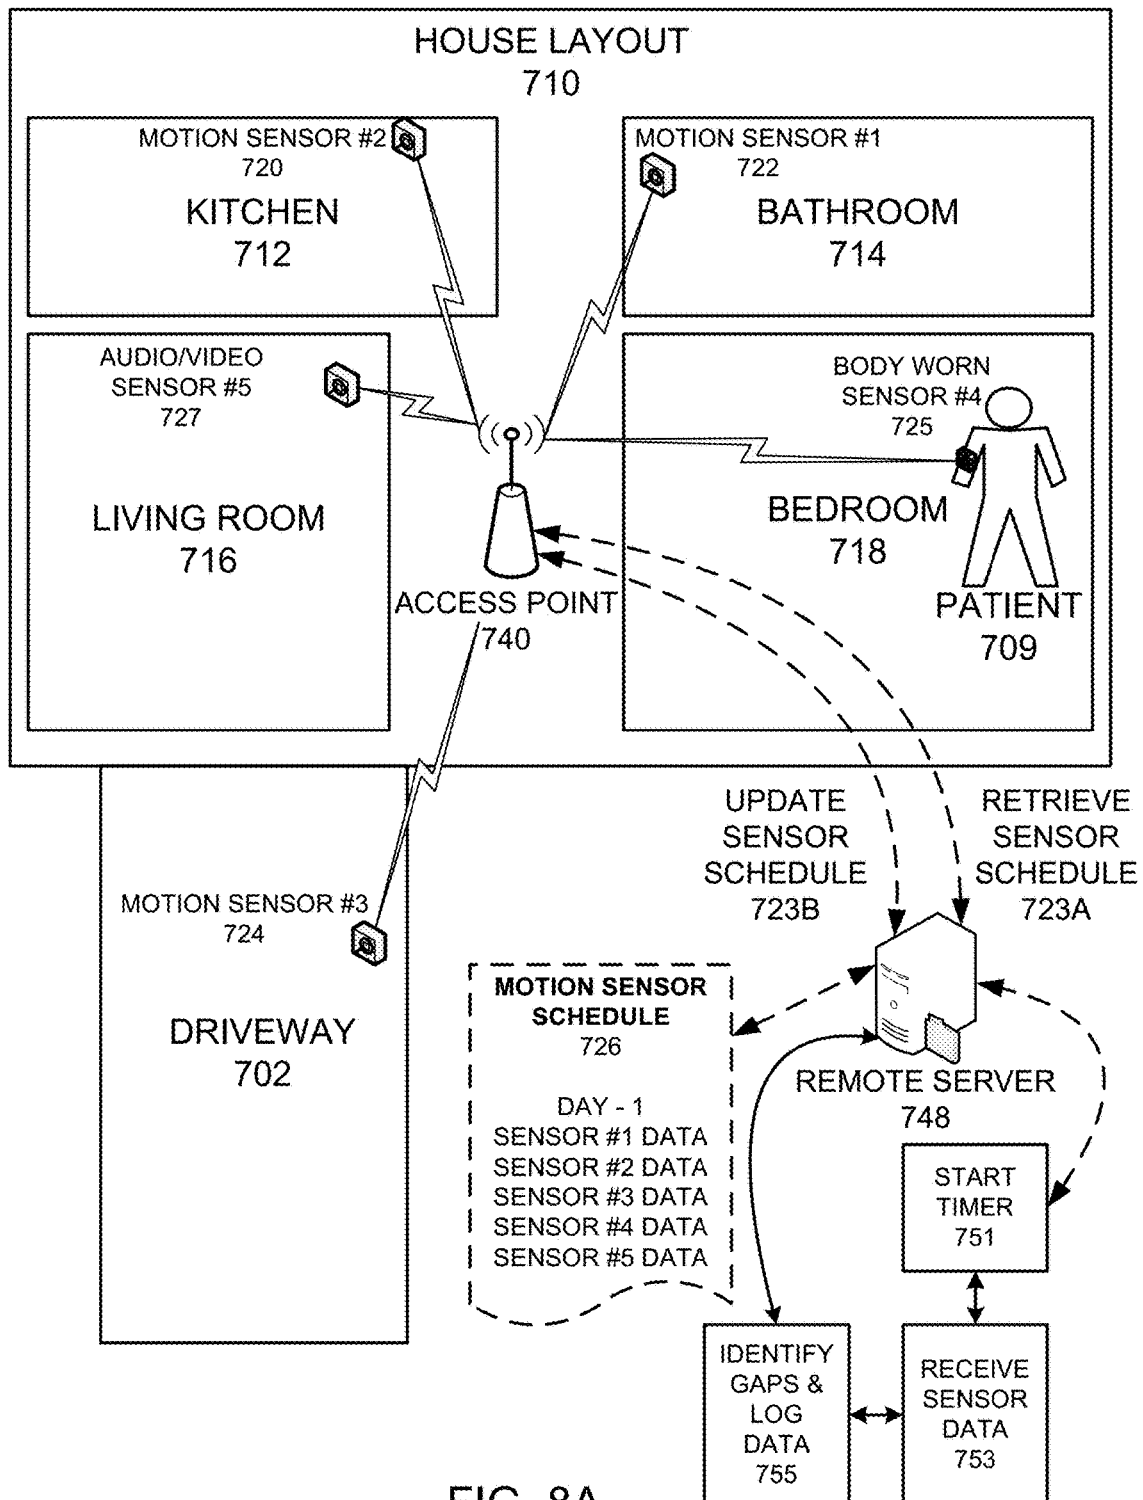 HOUSE LAYOUT
710
MOTION SENSOR #2
720
KITCHEN
712
MOTION SENSOR #1
722
BATHROOM
714
AUDIO/VIDEO
SENSOR #5
727
LIVING ROOM
716
BODY WORN
SENSOR #4
725
BEDROOM
718
PATIENT
709
ACCESS POINT
740
UPDATE
SENSOR
SCHEDULE
723B
RETRIEVE
SENSOR
SCHEDULE
723A
MOTION SENSOR #3
724
DRIVEWAY
702
MOTION SENSOR
SCHEDULE
726
DAY - 1
SENSOR #1 DATA
SENSOR #2 DATA
SENSOR #3 DATA
SENSOR #4 DATA
SENSOR #5 DATA
REMOTE SERVER
748
START
TIMER
751
IDENTIFY
GAPS &
LOG
DATA
755
RECEIVE
SENSOR
DATA
753
FIG. 8A